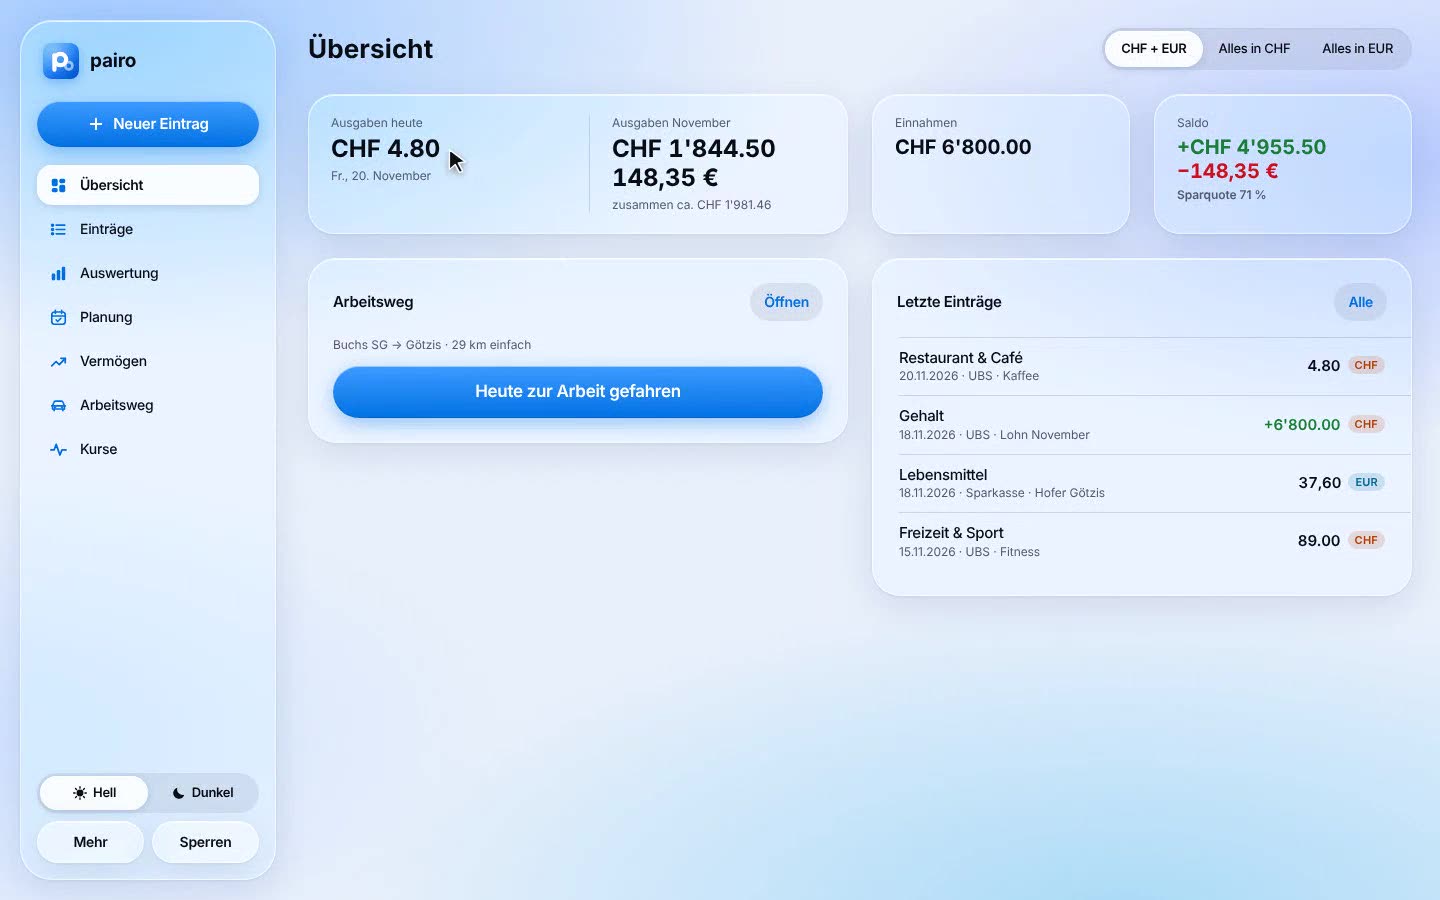 pairo
Neuer Eintrag
Übersicht
Einträge
Auswertung
Planung
Vermögen
Arbeitsweg
Kurse
Hell
Dunkel
Mehr
Sperren
Übersicht
CHF + EUR
Alles in CHF
Alles in EUR
Ausgaben heute
CHF 4.80
Fr., 20. November
Ausgaben November
CHF 1'844.50
148,35 €
zusammen ca. CHF 1'981.46
Einnahmen
CHF 6'800.00
Saldo
+CHF 4'955.50
−148,35 €
Sparquote 71 %
Arbeitsweg
Öffnen
Buchs SG → Götzis · 29 km einfach
Heute zur Arbeit gefahren
Letzte Einträge
Alle
Restaurant & Café
20.11.2026 · UBS · Kaffee
4.80 CHF
Gehalt
18.11.2026 · UBS · Lohn November
+6'800.00 CHF
Lebensmittel
18.11.2026 · Sparkasse · Hofer Götzis
37,60 EUR
Freizeit & Sport
15.11.2026 · UBS · Fitness
89.00 CHF